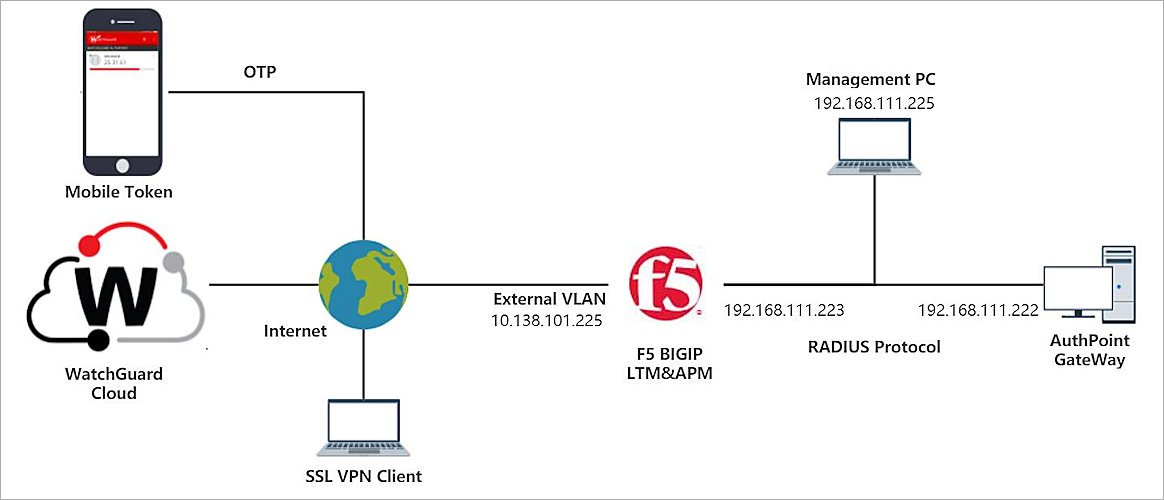 OTP
Management PC
192.168.111.225
Mobile Token
W
External VLAN
10.138.101.225
f5
192.168.111.223
192.168.111.222
Internet
F5 BIGIP
LTM&APM
RADIUS Protocol
AuthPoint
GateWay
WatchGuard
Cloud
SSL VPN Client